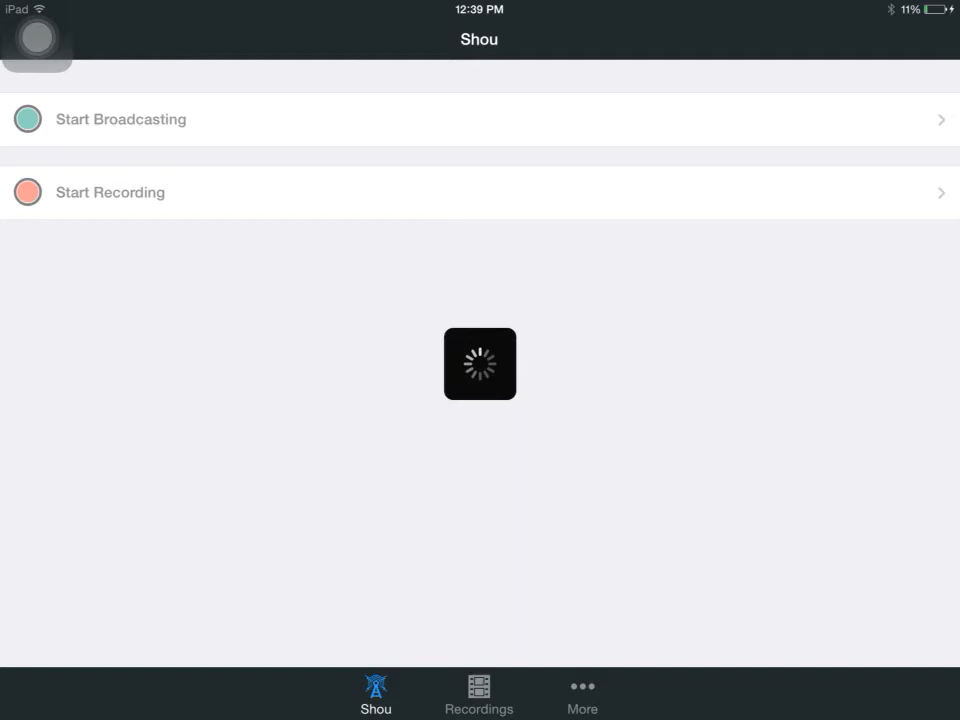 iPad 12:39 PM 11%
Shou
Start Broadcasting
Start Recording
Shou Recordings More